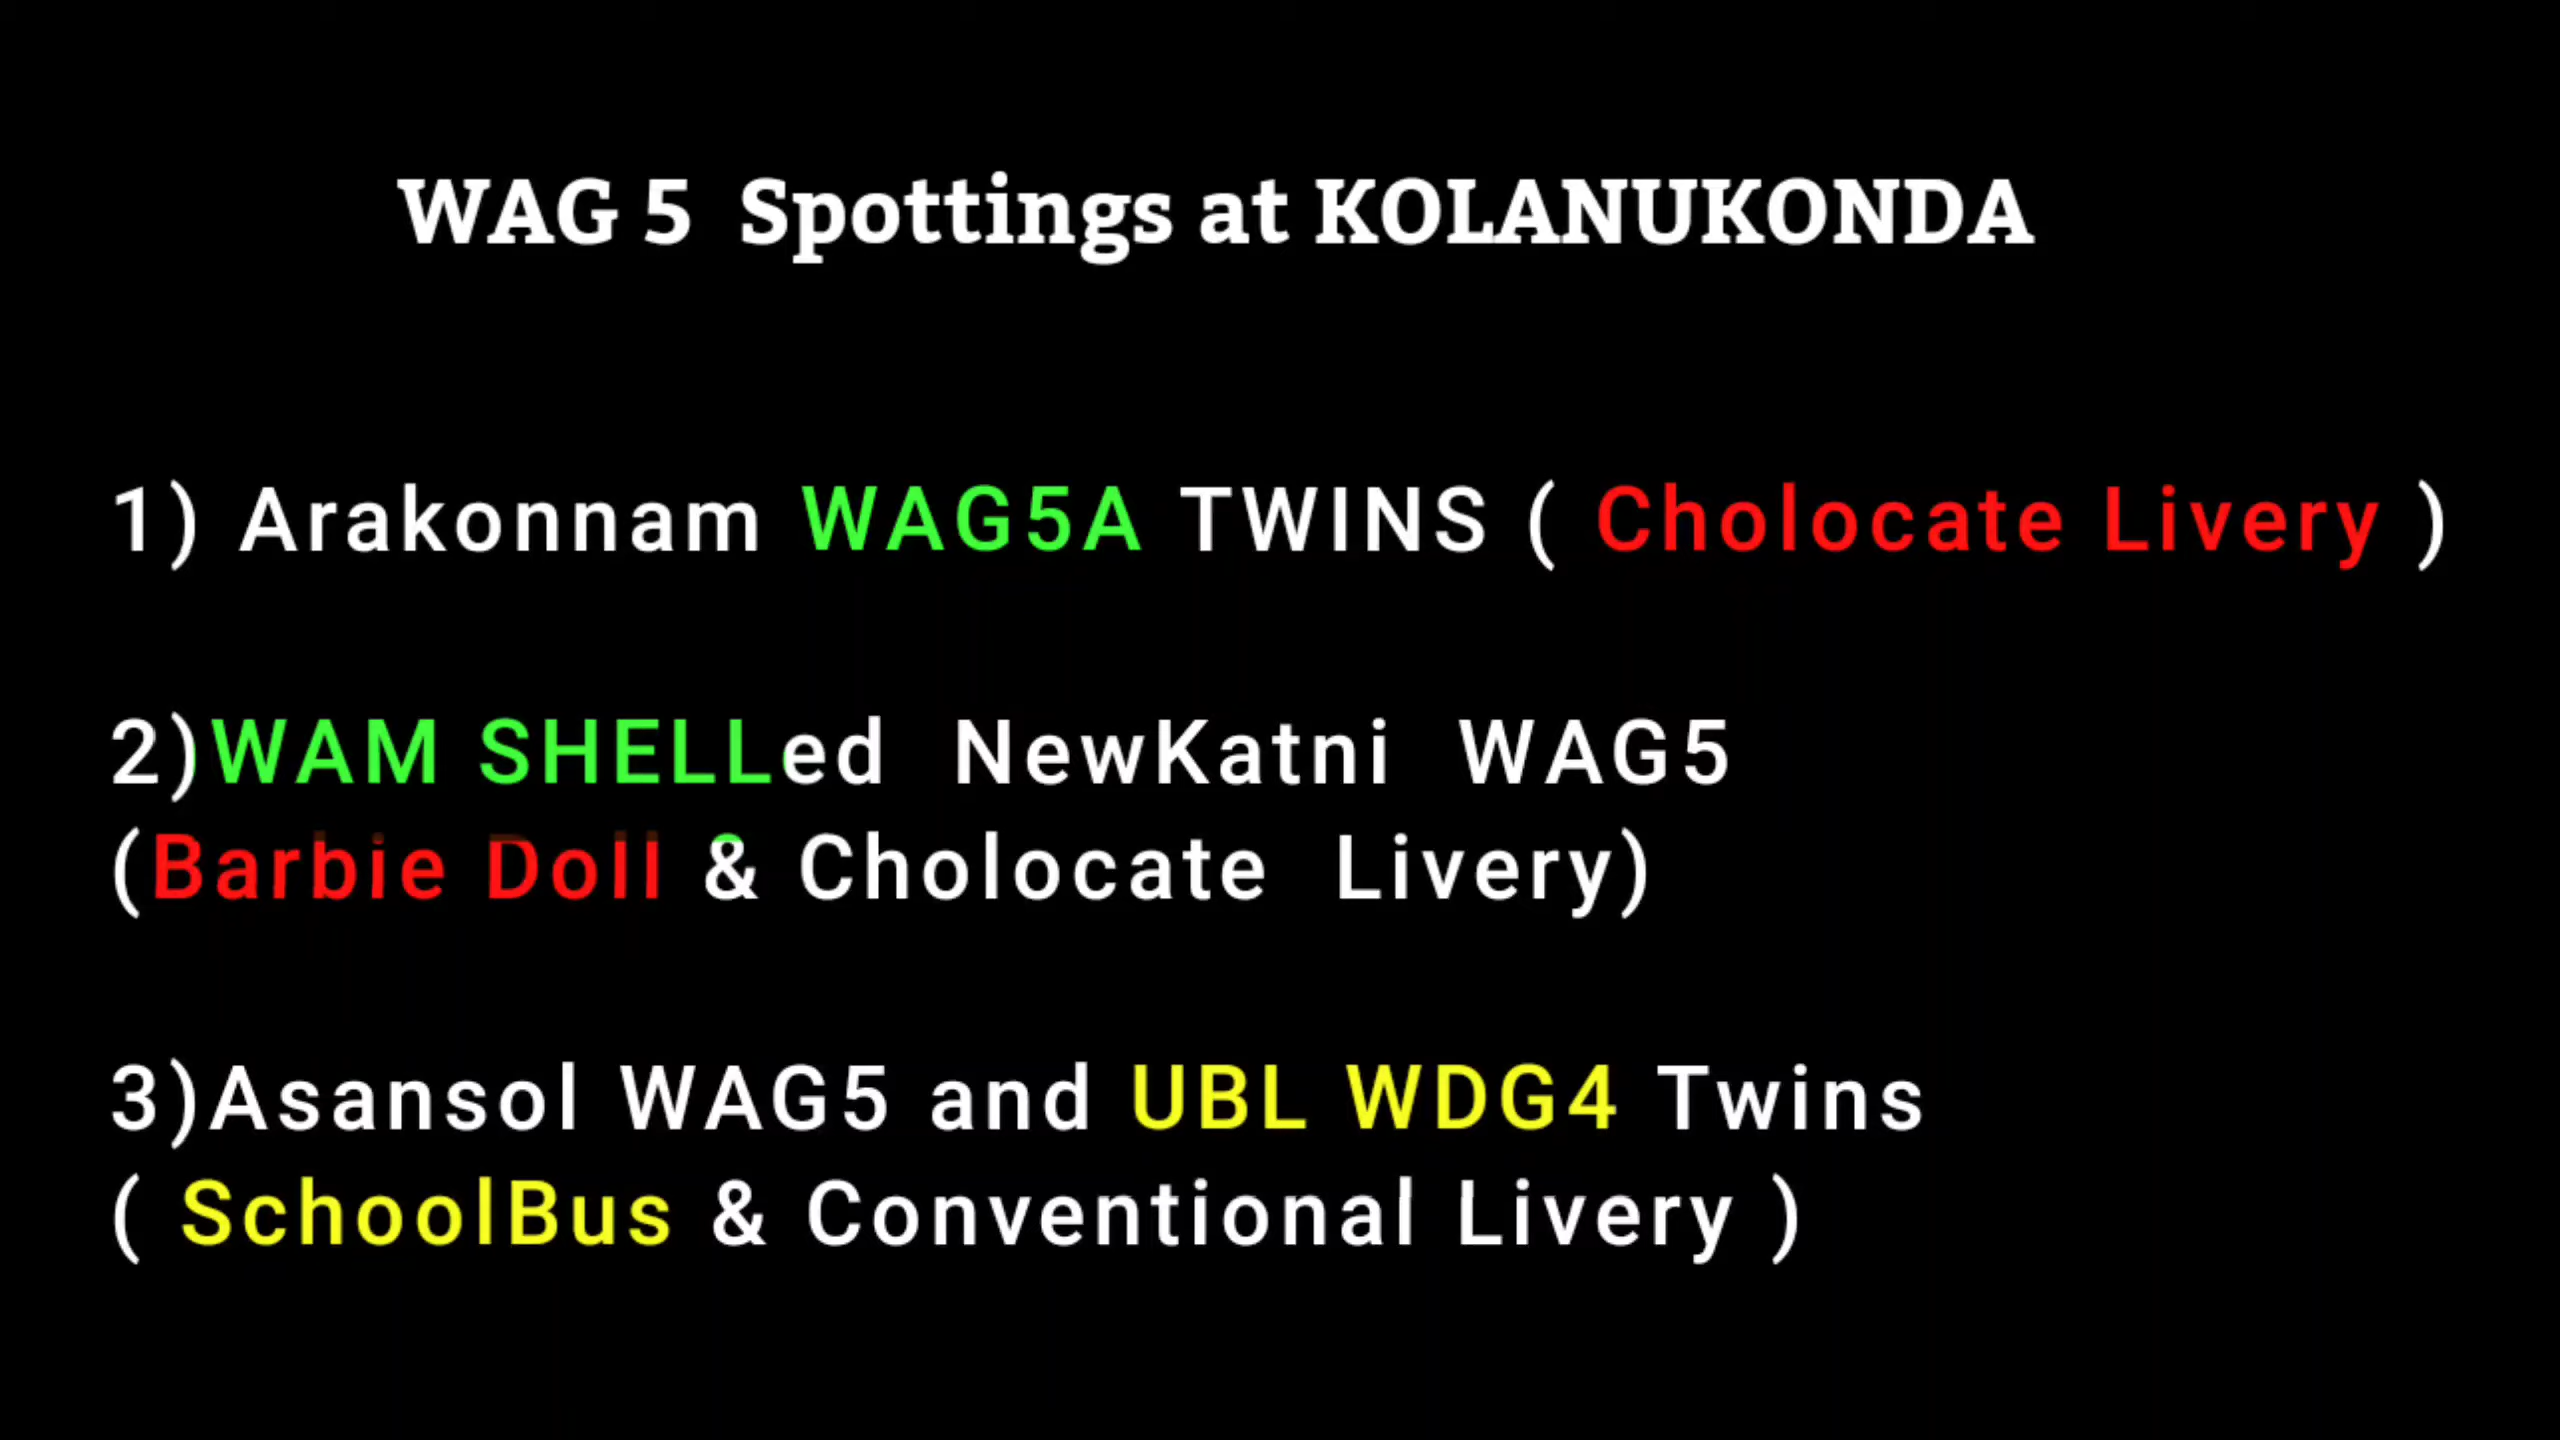 WAG 5 Spottings at KOLANUKONDA
1) Arakonnam WAG5A TWINS ( Cholocate Livery )
2)WAM SHELLed NewKatni WAG5
(Barbie Doll & Cholocate Livery)
3)Asansol WAG5 and UBL WDG4 Twins
( SchoolBus & Conventional Livery )